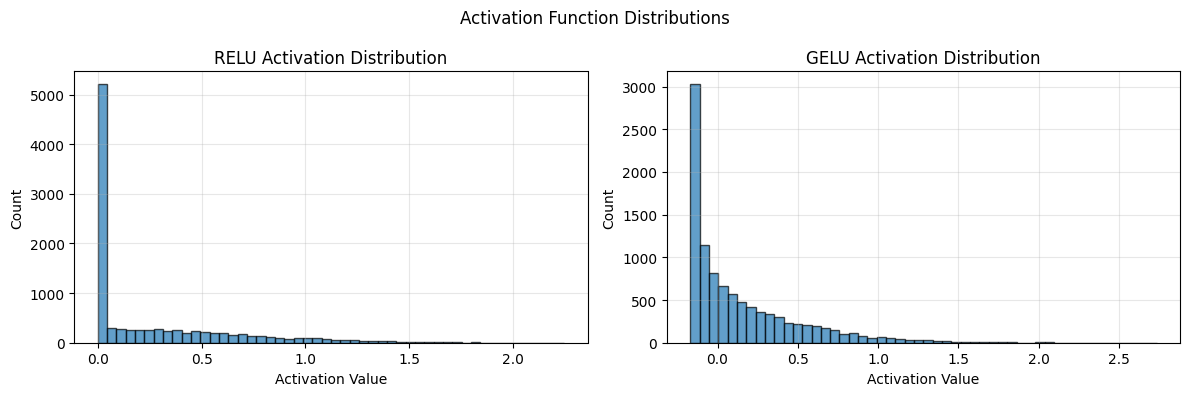 Activation Function Distributions
RELU Activation Distribution
5000
4000
3000
2000
1000
0
Count
0.0 0.5 1.0 1.5 2.0
Activation Value
GELU Activation Distribution
3000
2500
2000
1500
1000
500
0
Count
0.0 0.5 1.0 1.5 2.0 2.5
Activation Value